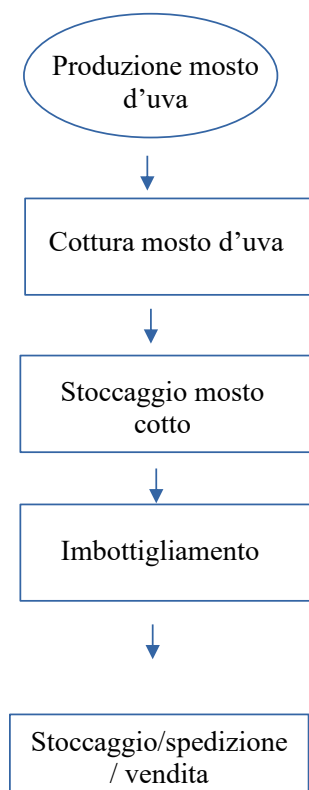 Produzione mosto
d’uva
Cottura mosto d’uva
Stoccaggio mosto
cotto
Imbottigliamento
Stoccaggio/spedizione
/ vendita